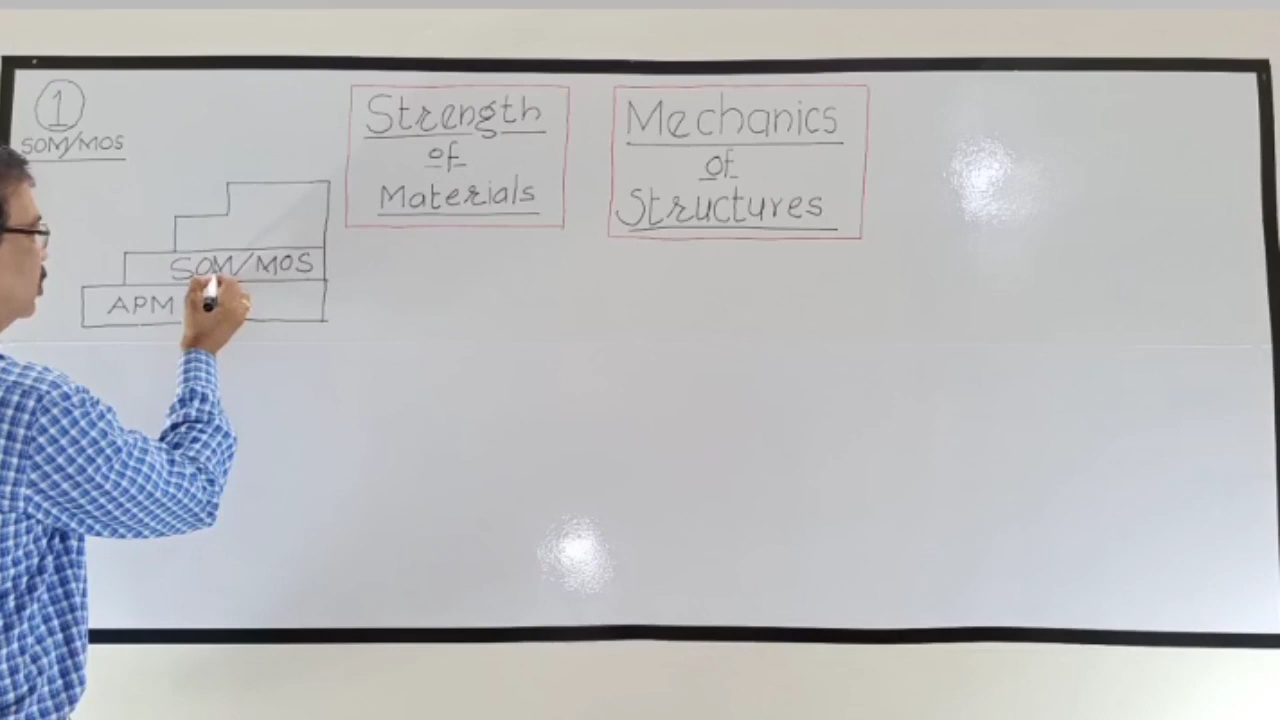 1
SOM/MOS
Strength
of
Materials
Mechanics
of
Structures
SOM/MOS
APM